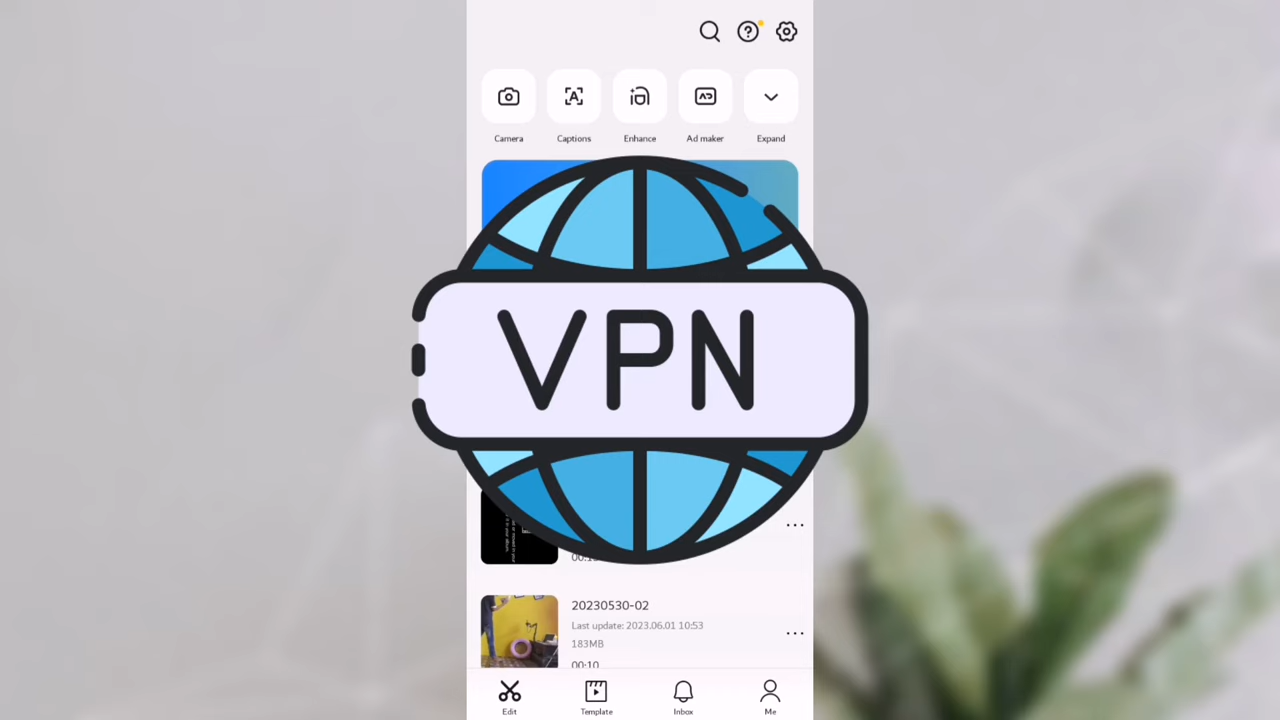 Camera
Captions
Enhance
Ad maker
Expand
VPN
20230530-02
Last update: 2023.06.01 10:53
183MB
00:10
Edit
Template
Inbox
Me